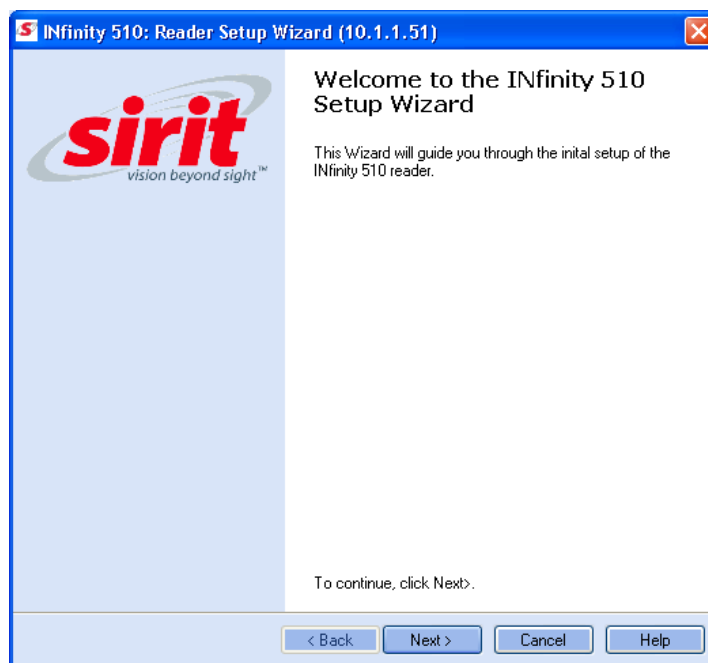 INfinity 510: Reader Setup Wizard (10.1.1.51)
sirit
vision beyond sight™
Welcome to the INfinity 510
Setup Wizard
This Wizard will guide you through the inital setup of the
INfinity 510 reader.
To continue, click Next>.
< Back Next > Cancel Help